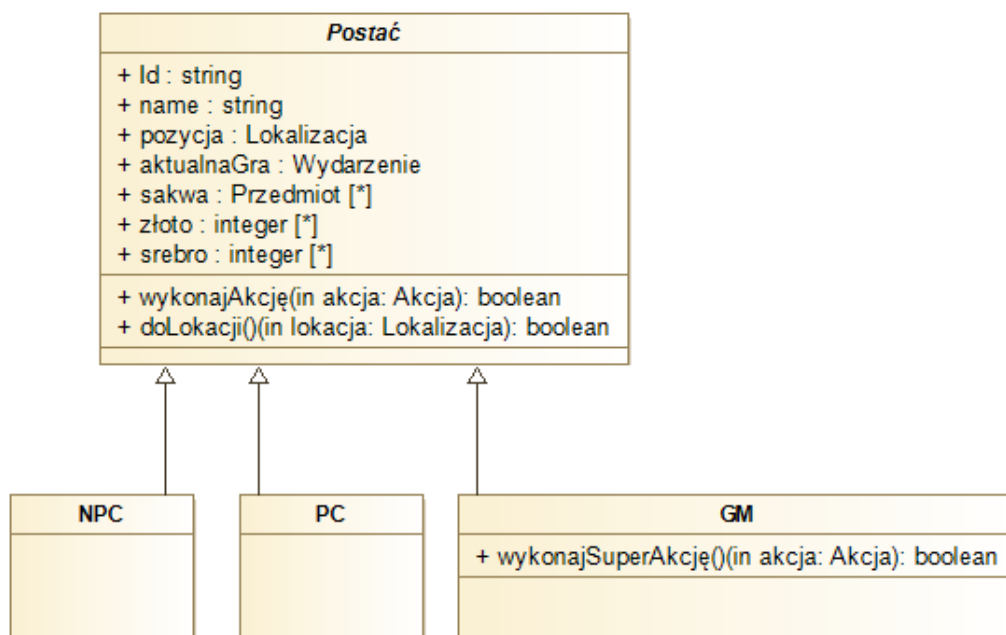 Postać
+ Id : string
+ name : string
+ pozycja : Lokalizacja
+ aktualnaGra : Wydarzenie
+ sakwa : Przedmiot [*]
+ złoto : integer [*]
+ srebro : integer [*]
+ wykonajAkcję(in akcja: Akcja): boolean
+ doLokacji()(in lokacja: Lokalizacja): boolean
NPC
PC
GM
+ wykonajSuperAkcję()(in akcja: Akcja): boolean